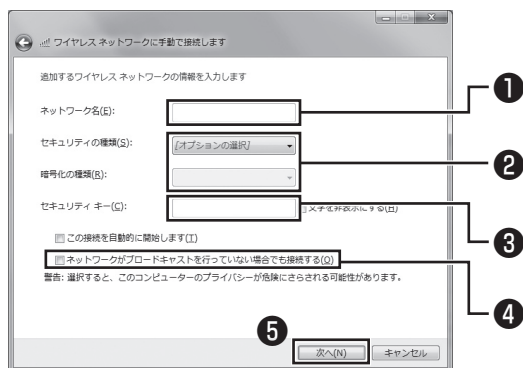 ワイヤレス ネットワークに手動で接続します
追加するワイヤレス ネットワークの情報を入力します
ネットワーク名(E):
❶
セキュリティの種類(S):
[オプションの選択]
❷
暗号化の種類(R):
セキュリティ キー(C):
文字を非表示にする(H)
❸
この接続を自動的に開始します(T)
ネットワークがブロードキャストを行っていない場合でも接続する(O)
警告: 選択すると、このコンピューターのプライバシーが危険にさらされる可能性があります。
❹
❺
次へ(N)
キャンセル